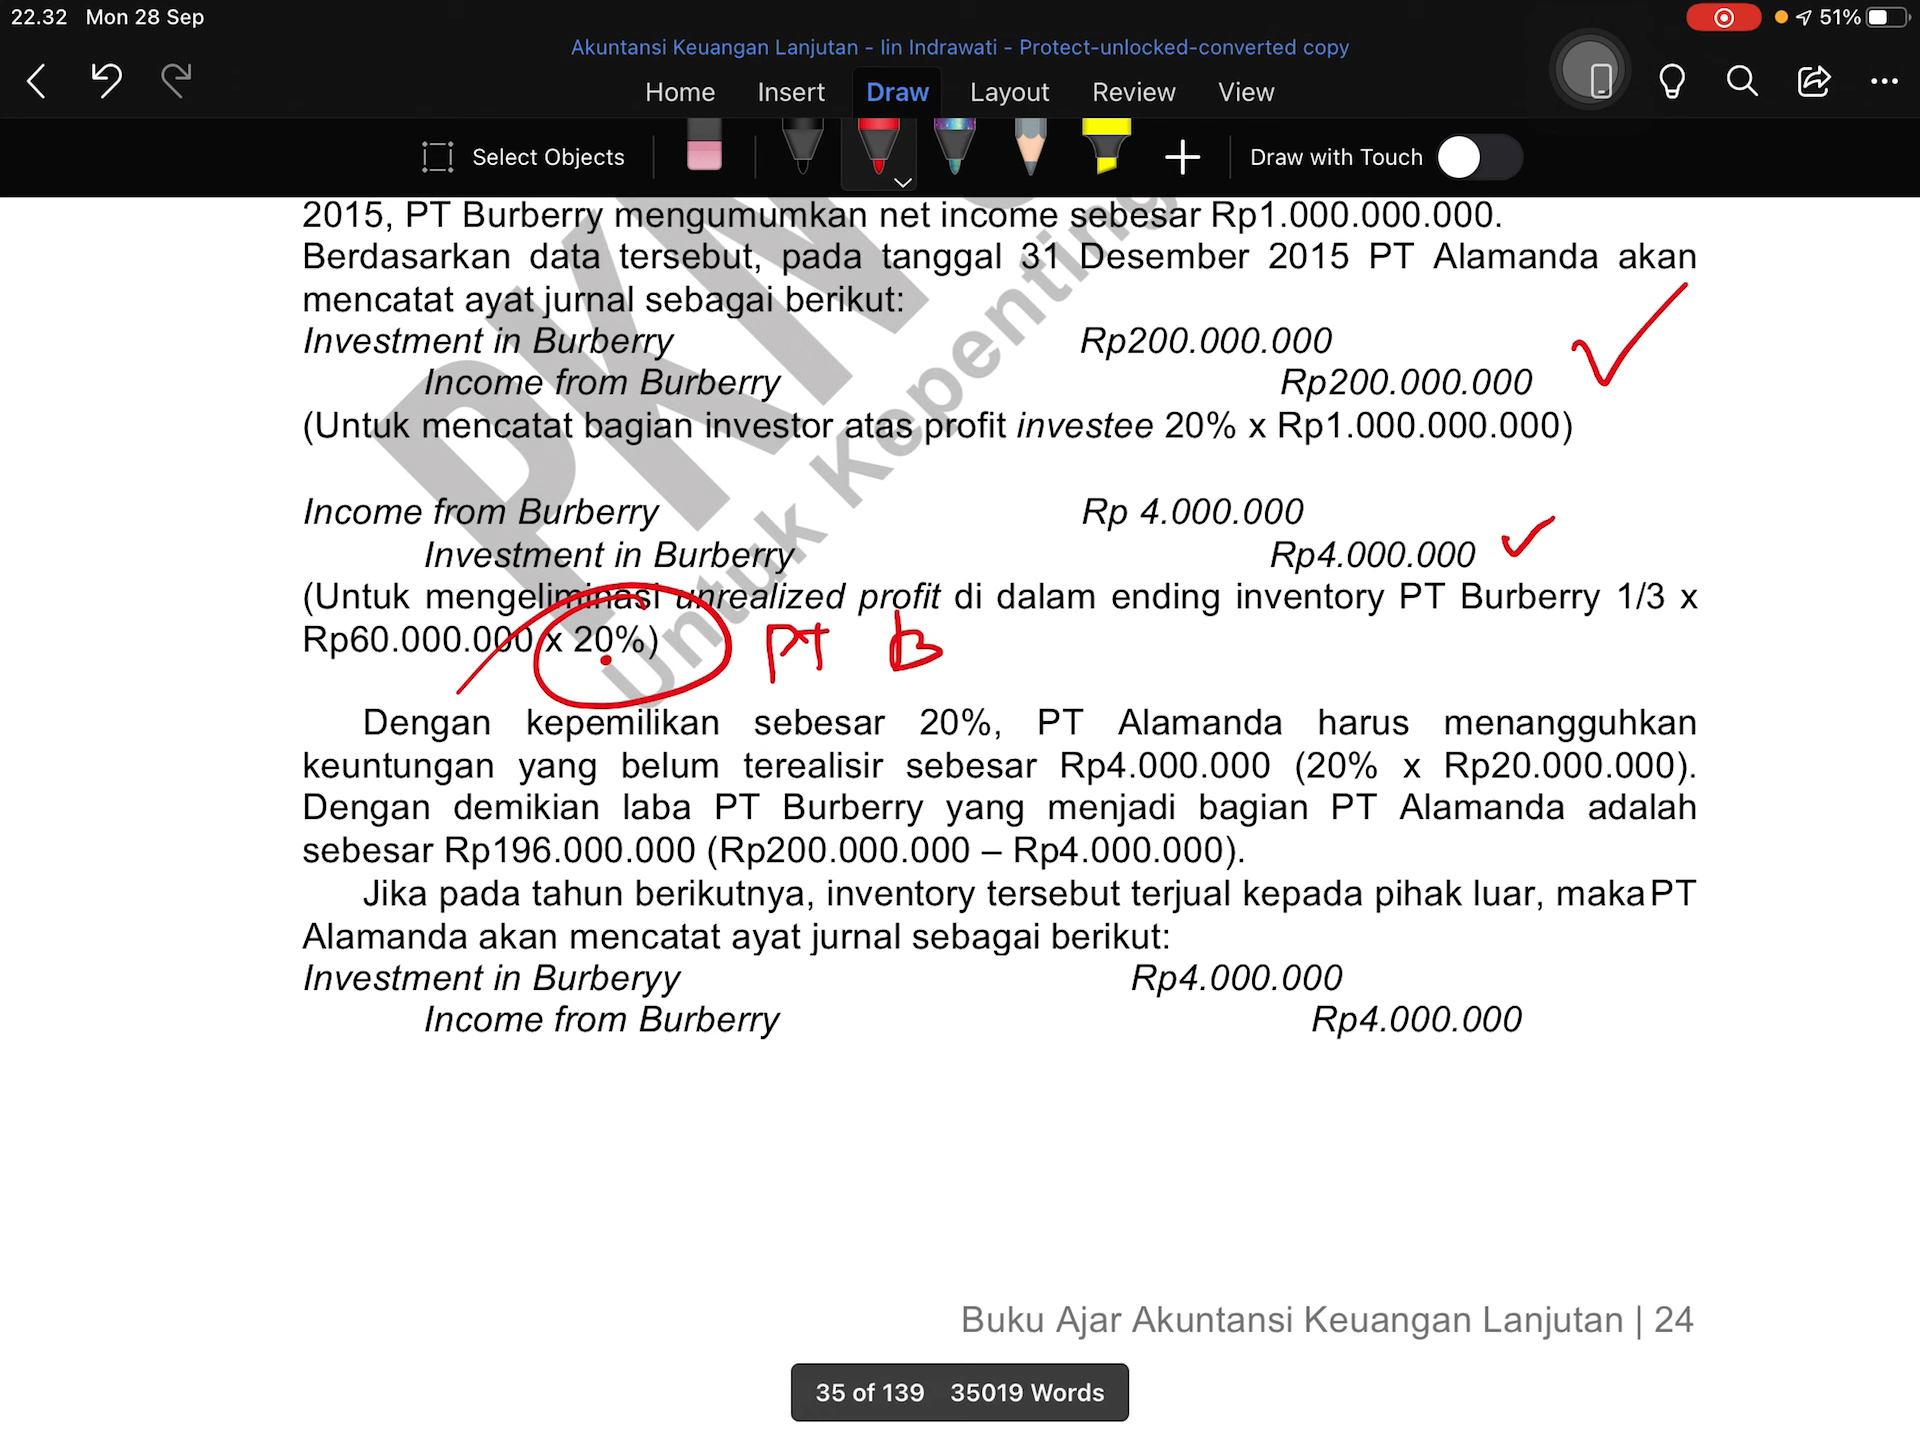 22.32 Mon 28 Sep
51%
Akuntansi Keuangan Lanjutan - Iin Indrawati - Protect-unlocked-converted copy
Home Insert Draw Layout Review View
Select Objects
Draw with Touch
2015, PT Burberry mengumumkan net income sebesar Rp1.000.000.000.
Berdasarkan data tersebut, pada tanggal 31 Desember 2015 PT Alamanda akan
mencatat ayat jurnal sebagai berikut:
Investment in Burberry Rp200.000.000
Income from Burberry Rp200.000.000
(Untuk mencatat bagian investor atas profit investee 20% x Rp1.000.000.000)
Income from Burberry Rp 4.000.000
Investment in Burberry Rp4.000.000
(Untuk mengeliminasi unrealized profit di dalam ending inventory PT Burberry 1/3 x
Rp60.000.000 x 20%)
PT B
Dengan kepemilikan sebesar 20%, PT Alamanda harus menangguhkan
keuntungan yang belum terealisir sebesar Rp4.000.000 (20% x Rp20.000.000).
Dengan demikian laba PT Burberry yang menjadi bagian PT Alamanda adalah
sebesar Rp196.000.000 (Rp200.000.000 – Rp4.000.000).
Jika pada tahun berikutnya, inventory tersebut terjual kepada pihak luar, maka PT
Alamanda akan mencatat ayat jurnal sebagai berikut:
Investment in Burberyy Rp4.000.000
Income from Burberry Rp4.000.000
PKN
Untuk Kepenting
Buku Ajar Akuntansi Keuangan Lanjutan | 24
35 of 139 35019 Words